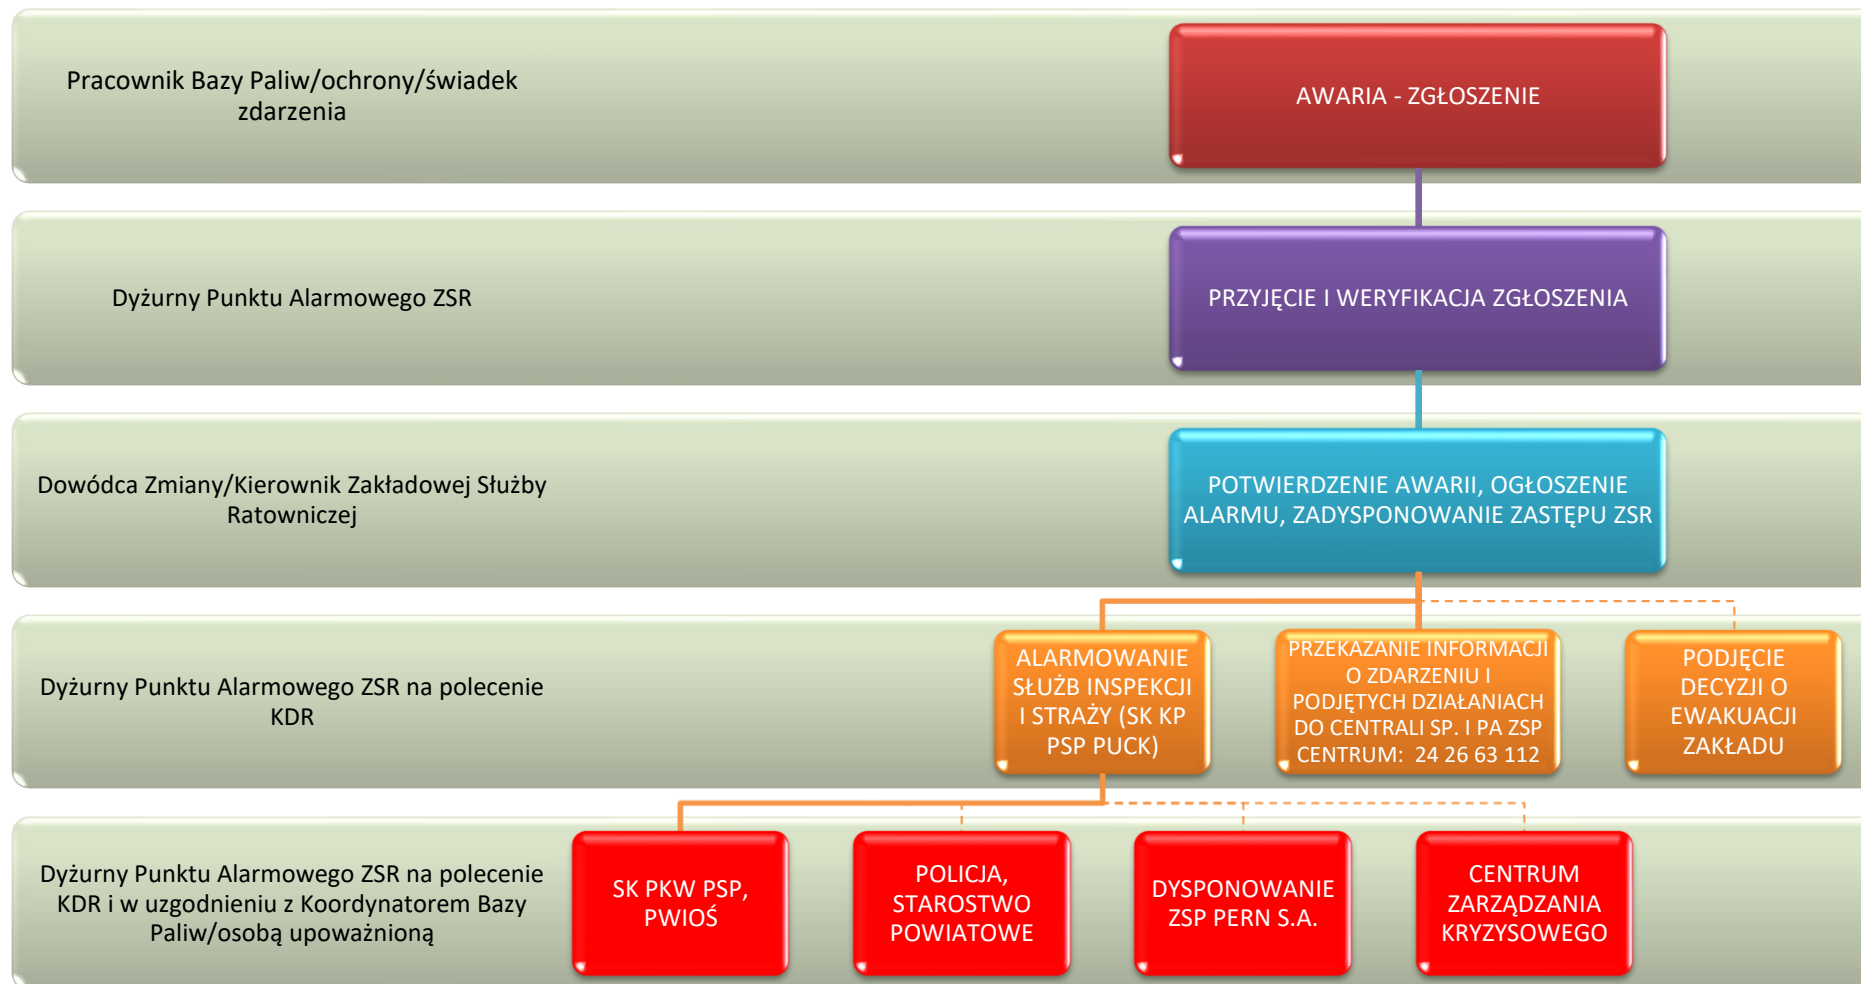 Pracownik Bazy Paliw/ochrony/świadek
zdarzenia
AWARIA - ZGŁOSZENIE
Dyżurny Punktu Alarmowego ZSR
PRZYJĘCIE I WERYFIKACJA ZGŁOSZENIA
Dowódca Zmiany/Kierownik Zakładowej Służby
Ratowniczej
POTWIERDZENIE AWARII, OGŁOSZENIE
ALARMU, ZADYSPONOWANIE ZASTĘPU ZSR
Dyżurny Punktu Alarmowego ZSR na polecenie
KDR
ALARMOWANIE
SŁUŻB INSPEKCJI
I STRAŻY (SK KP
PSP PUCK)
PRZEKAZANIE INFORMACJI
O ZDARZENIU I
PODJĘTYCH DZIAŁANIACH
DO CENTRALI SP. I PA ZSP
CENTRUM: 24 26 63 112
PODJĘCIE
DECYZJI O
EWAKUACJI
ZAKŁADU
Dyżurny Punktu Alarmowego ZSR na polecenie
KDR i w uzgodnieniu z Koordynatorem Bazy
Paliw/osobą upoważnioną
SK PKW PSP,
PWIOŚ
POLICJA,
STAROSTWO
POWIATOWE
DYSPONOWANIE
ZSP PERN S.A.
CENTRUM
ZARZĄDZANIA
KRYZYSOWEGO